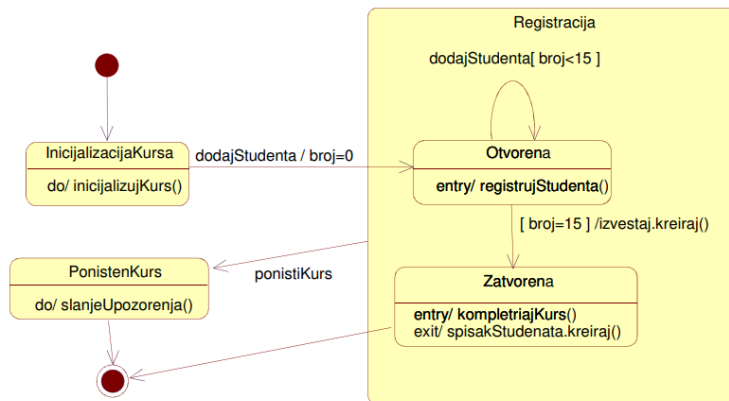 Registracija
dodajStudenta[ broj<15 ]
InicijalizacijaKursa
do/ inicijalizujKurs()
dodajStudenta / broj=0
Otvorena
entry/ registrujStudenta()
[ broj=15 ] /izvestaj.kreiraj()
PonistenKurs
do/ slanjeUpozorenja()
ponistiKurs
Zatvorena
entry/ kompletriajKurs()
exit/ spisakStudenata.kreiraj()